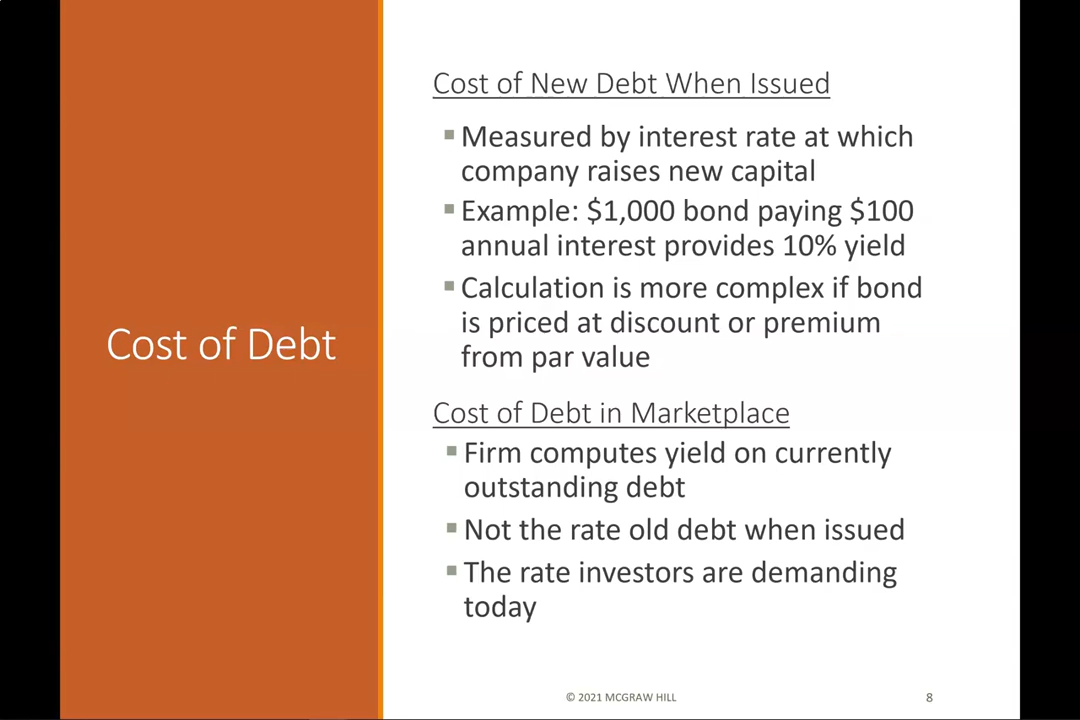 Cost of Debt
Cost of New Debt When Issued
▪ Measured by interest rate at which
company raises new capital
▪ Example: $1,000 bond paying $100
annual interest provides 10% yield
▪ Calculation is more complex if bond
is priced at discount or premium
from par value
Cost of Debt in Marketplace
▪ Firm computes yield on currently
outstanding debt
▪ Not the rate old debt when issued
▪ The rate investors are demanding
today
© 2021 MCGRAW HILL
8